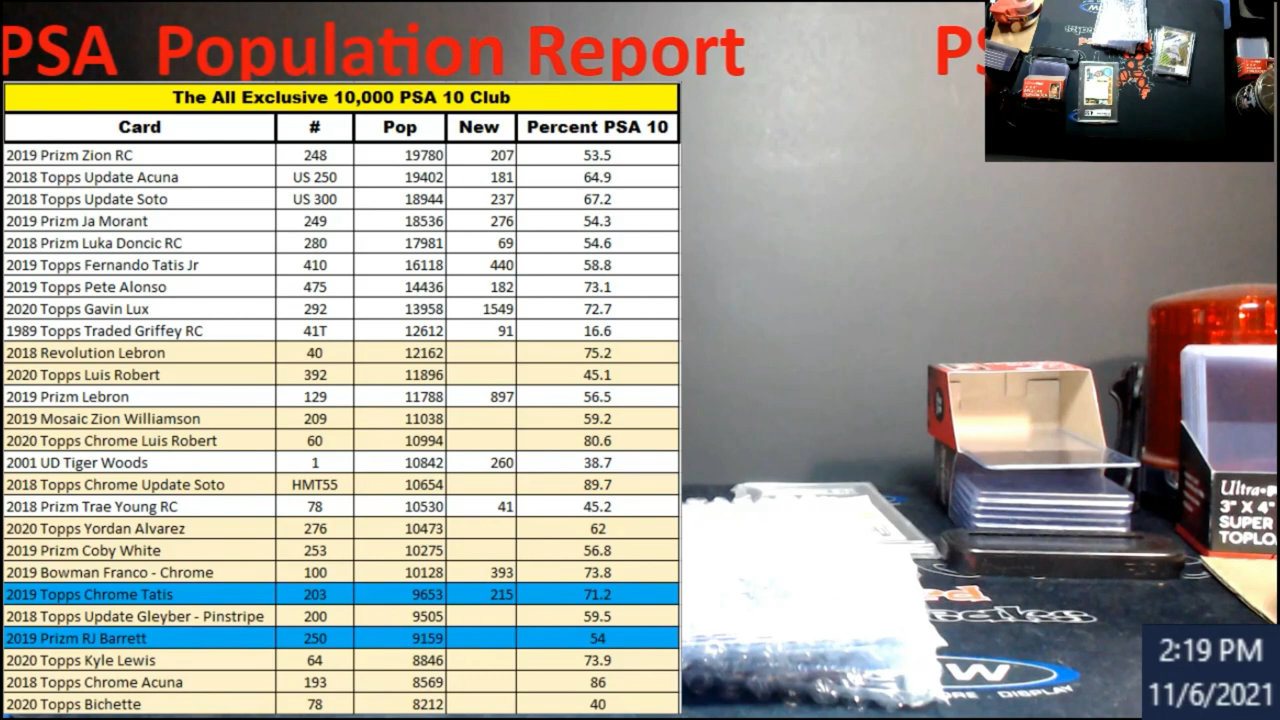 PSA Population Report
The All Exclusive 10,000 PSA 10 Club
Card # Pop New Percent PSA 10
2019 Prizm Zion RC 248 19780 207 53.5
2018 Topps Update Acuna US 250 19402 181 64.9
2018 Topps Update Soto US 300 18944 237 67.2
2019 Prizm Ja Morant 249 18536 276 54.3
2018 Prizm Luka Doncic RC 280 17981 69 54.6
2019 Topps Fernando Tatis Jr 410 16118 440 58.8
2019 Topps Pete Alonso 475 14436 182 73.1
2020 Topps Gavin Lux 292 13958 1549 72.7
1989 Topps Traded Griffey RC 41T 12612 91 16.6
2018 Revolution Lebron 40 12162 75.2
2020 Topps Luis Robert 392 11896 45.1
2019 Prizm Lebron 129 11788 897 56.5
2019 Mosaic Zion Williamson 209 11038 59.2
2020 Topps Chrome Luis Robert 60 10994 80.6
2001 UD Tiger Woods 1 10842 260 38.7
2018 Topps Chrome Update Soto HMT55 10654 89.7
2018 Prizm Trae Young RC 78 10530 41 45.2
2020 Topps Yordan Alvarez 276 10473 62
2019 Prizm Coby White 253 10275 56.8
2019 Bowman Franco - Chrome 100 10128 393 73.8
2019 Topps Chrome Tatis 203 9653 215 71.2
2018 Topps Update Gleyber - Pinstripe 200 9505 59.5
2019 Prizm RJ Barrett 250 9159 54
2020 Topps Kyle Lewis 64 8846 73.9
2018 Topps Chrome Acuna 193 8569 86
2020 Topps Bichette 78 8212 40
Ultra
3" X 4"
SUPER
TOPLO
DISPLAY
2:19 PM
11/6/2021